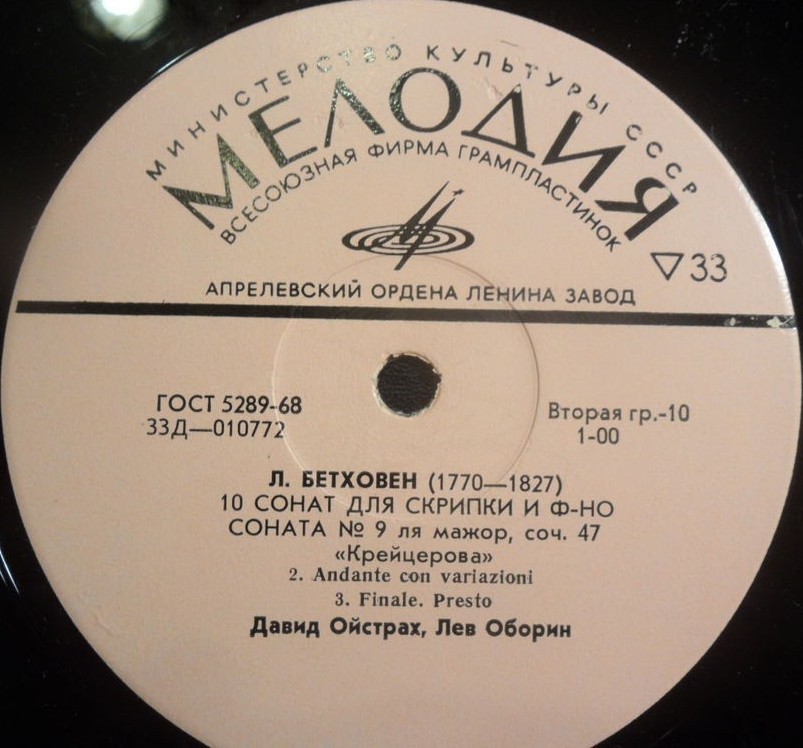 МИНИСТЕРСТВО КУЛЬТУРЫ СССР
МЕЛОДИЯ
ВСЕСОЮЗНАЯ ФИРМА ГРАМПЛАСТИНОК
33
АПРЕЛЕВСКИЙ ОРДЕНА ЛЕНИНА ЗАВОД
ГОСТ 5289-68
33Д—010772
Вторая гр.-10
1-00
Л. БЕТХОВЕН (1770—1827)
10 СОНАТ ДЛЯ СКРИПКИ И Ф-НО
СОНАТА № 9 ля мажор, соч. 47
«Крейцерова»
2. Andante con variazioni
3. Finale. Presto
Давид Ойстрах, Лев Оборин